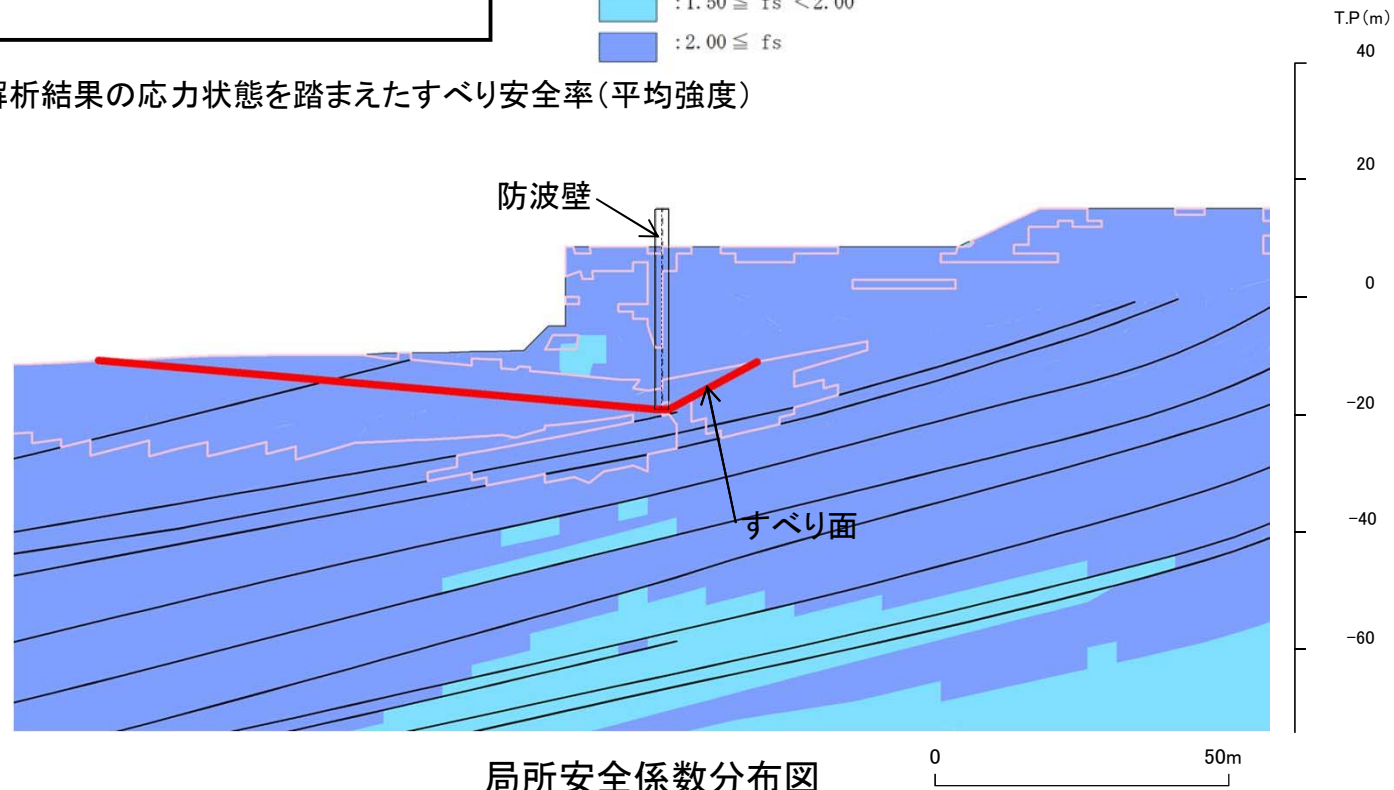 :1.50≦ fs <2.00
:2.00≦ fs
解析結果の応力状態を踏まえたすべり安全率(平均強度)
T.P(m)
40
20
0
-20
-40
-60
防波壁
すべり面
局所安全係数分布図
0 50m